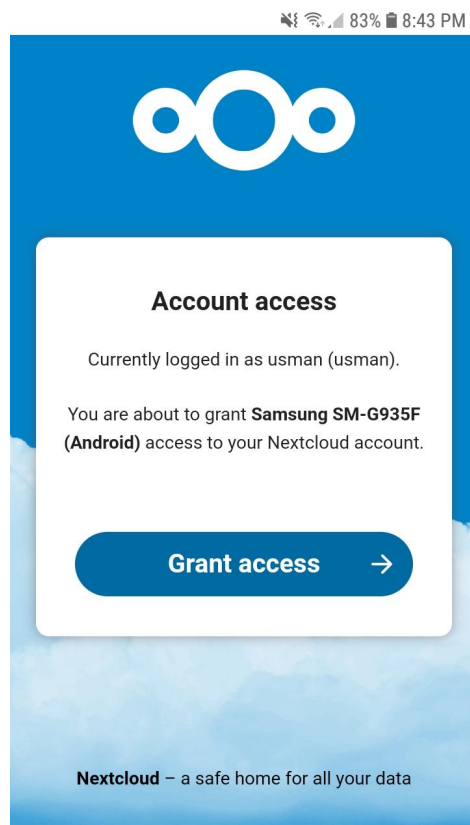 83% 8:43 PM
Account access
Currently logged in as usman (usman).
You are about to grant Samsung SM-G935F
(Android) access to your Nextcloud account.
Grant access
Nextcloud – a safe home for all your data